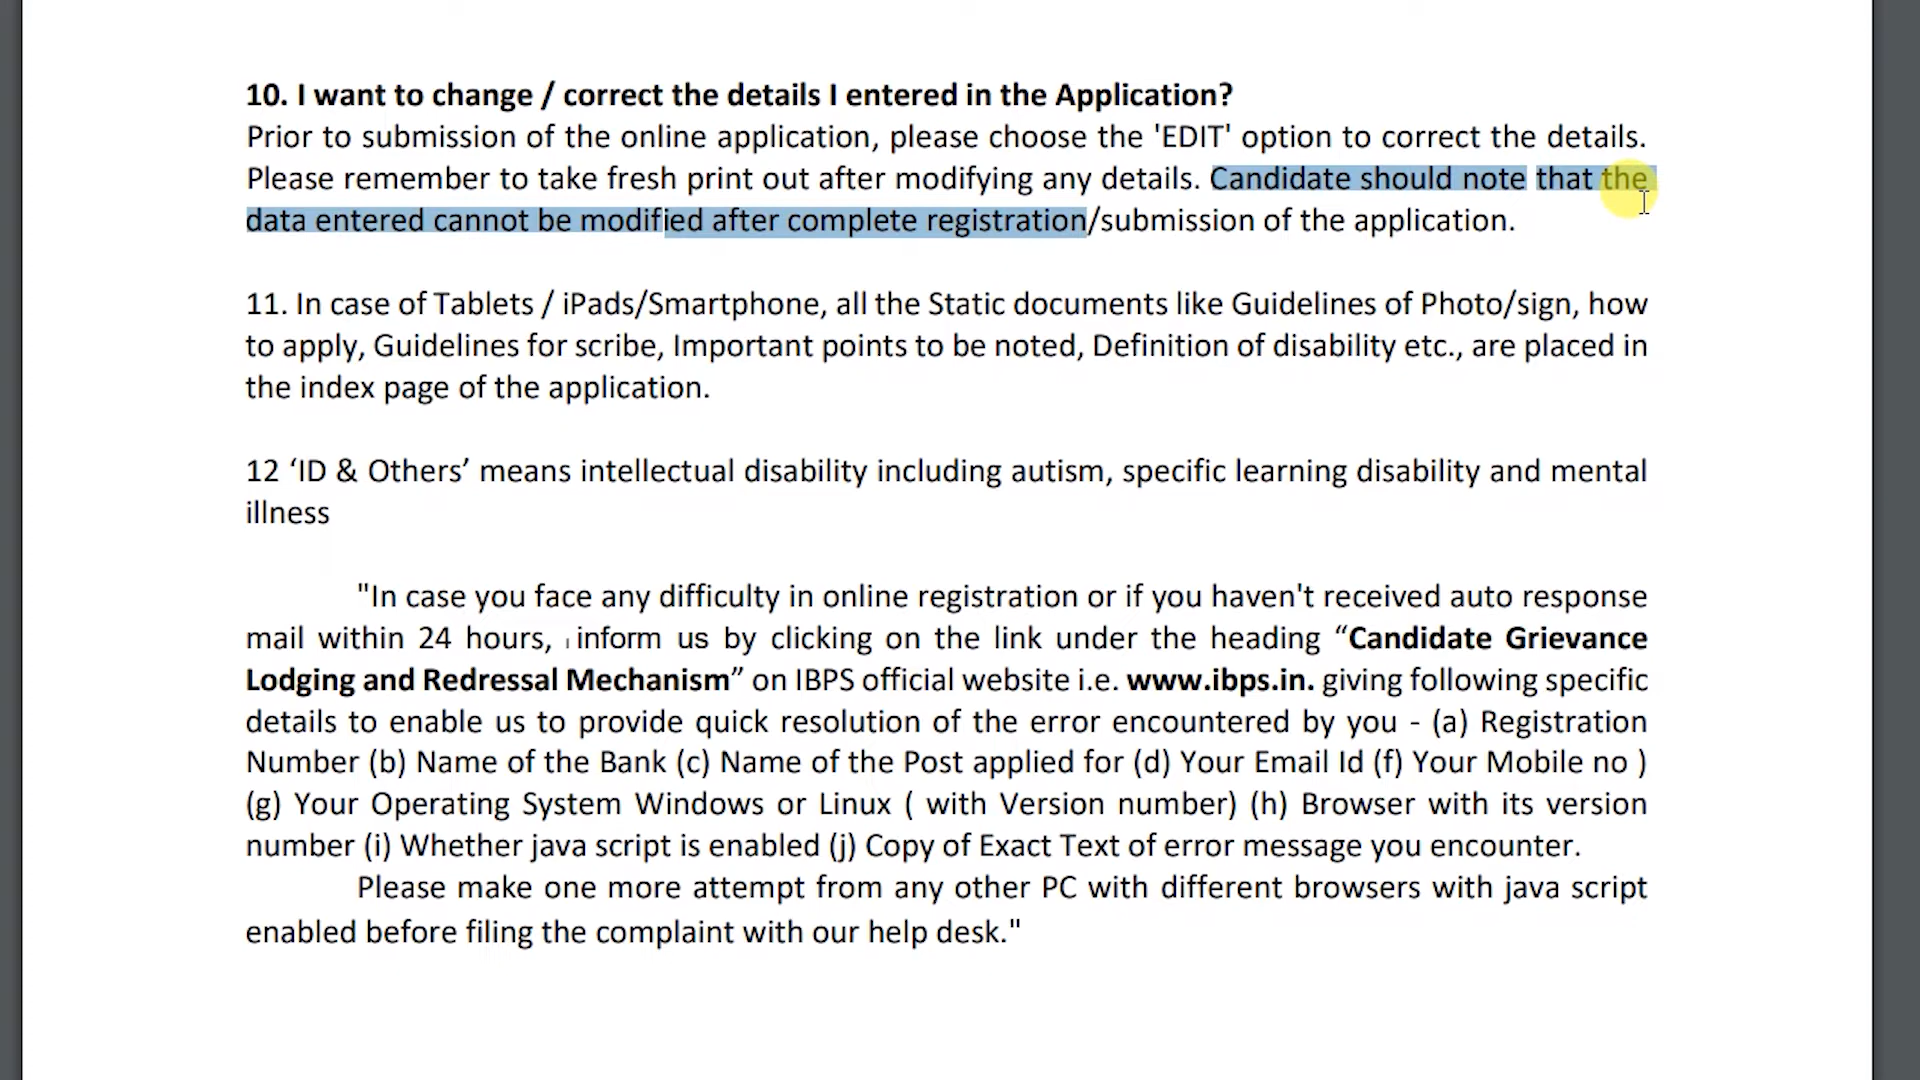 10. I want to change / correct the details I entered in the Application?
Prior to submission of the online application, please choose the 'EDIT' option to correct the details.
Please remember to take fresh print out after modifying any details. Candidate should note that the
data entered cannot be modified after complete registration/submission of the application.
11. In case of Tablets / iPads/Smartphone, all the Static documents like Guidelines of Photo/sign, how
to apply, Guidelines for scribe, Important points to be noted, Definition of disability etc., are placed in
the index page of the application.
12 ‘ID & Others’ means intellectual disability including autism, specific learning disability and mental
illness
"In case you face any difficulty in online registration or if you haven't received auto response
mail within 24 hours, inform us by clicking on the link under the heading “Candidate Grievance
Lodging and Redressal Mechanism” on IBPS official website i.e. www.ibps.in. giving following specific
details to enable us to provide quick resolution of the error encountered by you - (a) Registration
Number (b) Name of the Bank (c) Name of the Post applied for (d) Your Email Id (f) Your Mobile no )
(g) Your Operating System Windows or Linux ( with Version number) (h) Browser with its version
number (i) Whether java script is enabled (j) Copy of Exact Text of error message you encounter.
Please make one more attempt from any other PC with different browsers with java script
enabled before filing the complaint with our help desk."